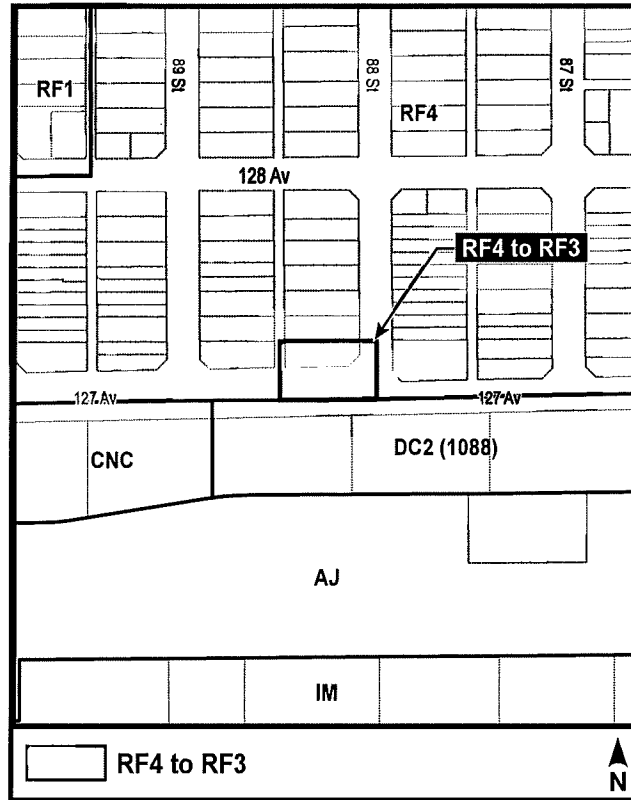 RF1
89 St
88 St
RF4
87 St
128 Av
RF4 to RF3
127 Av
127 Av
CNC
DC2 (1088)
AJ
IM
RF4 to RF3
N